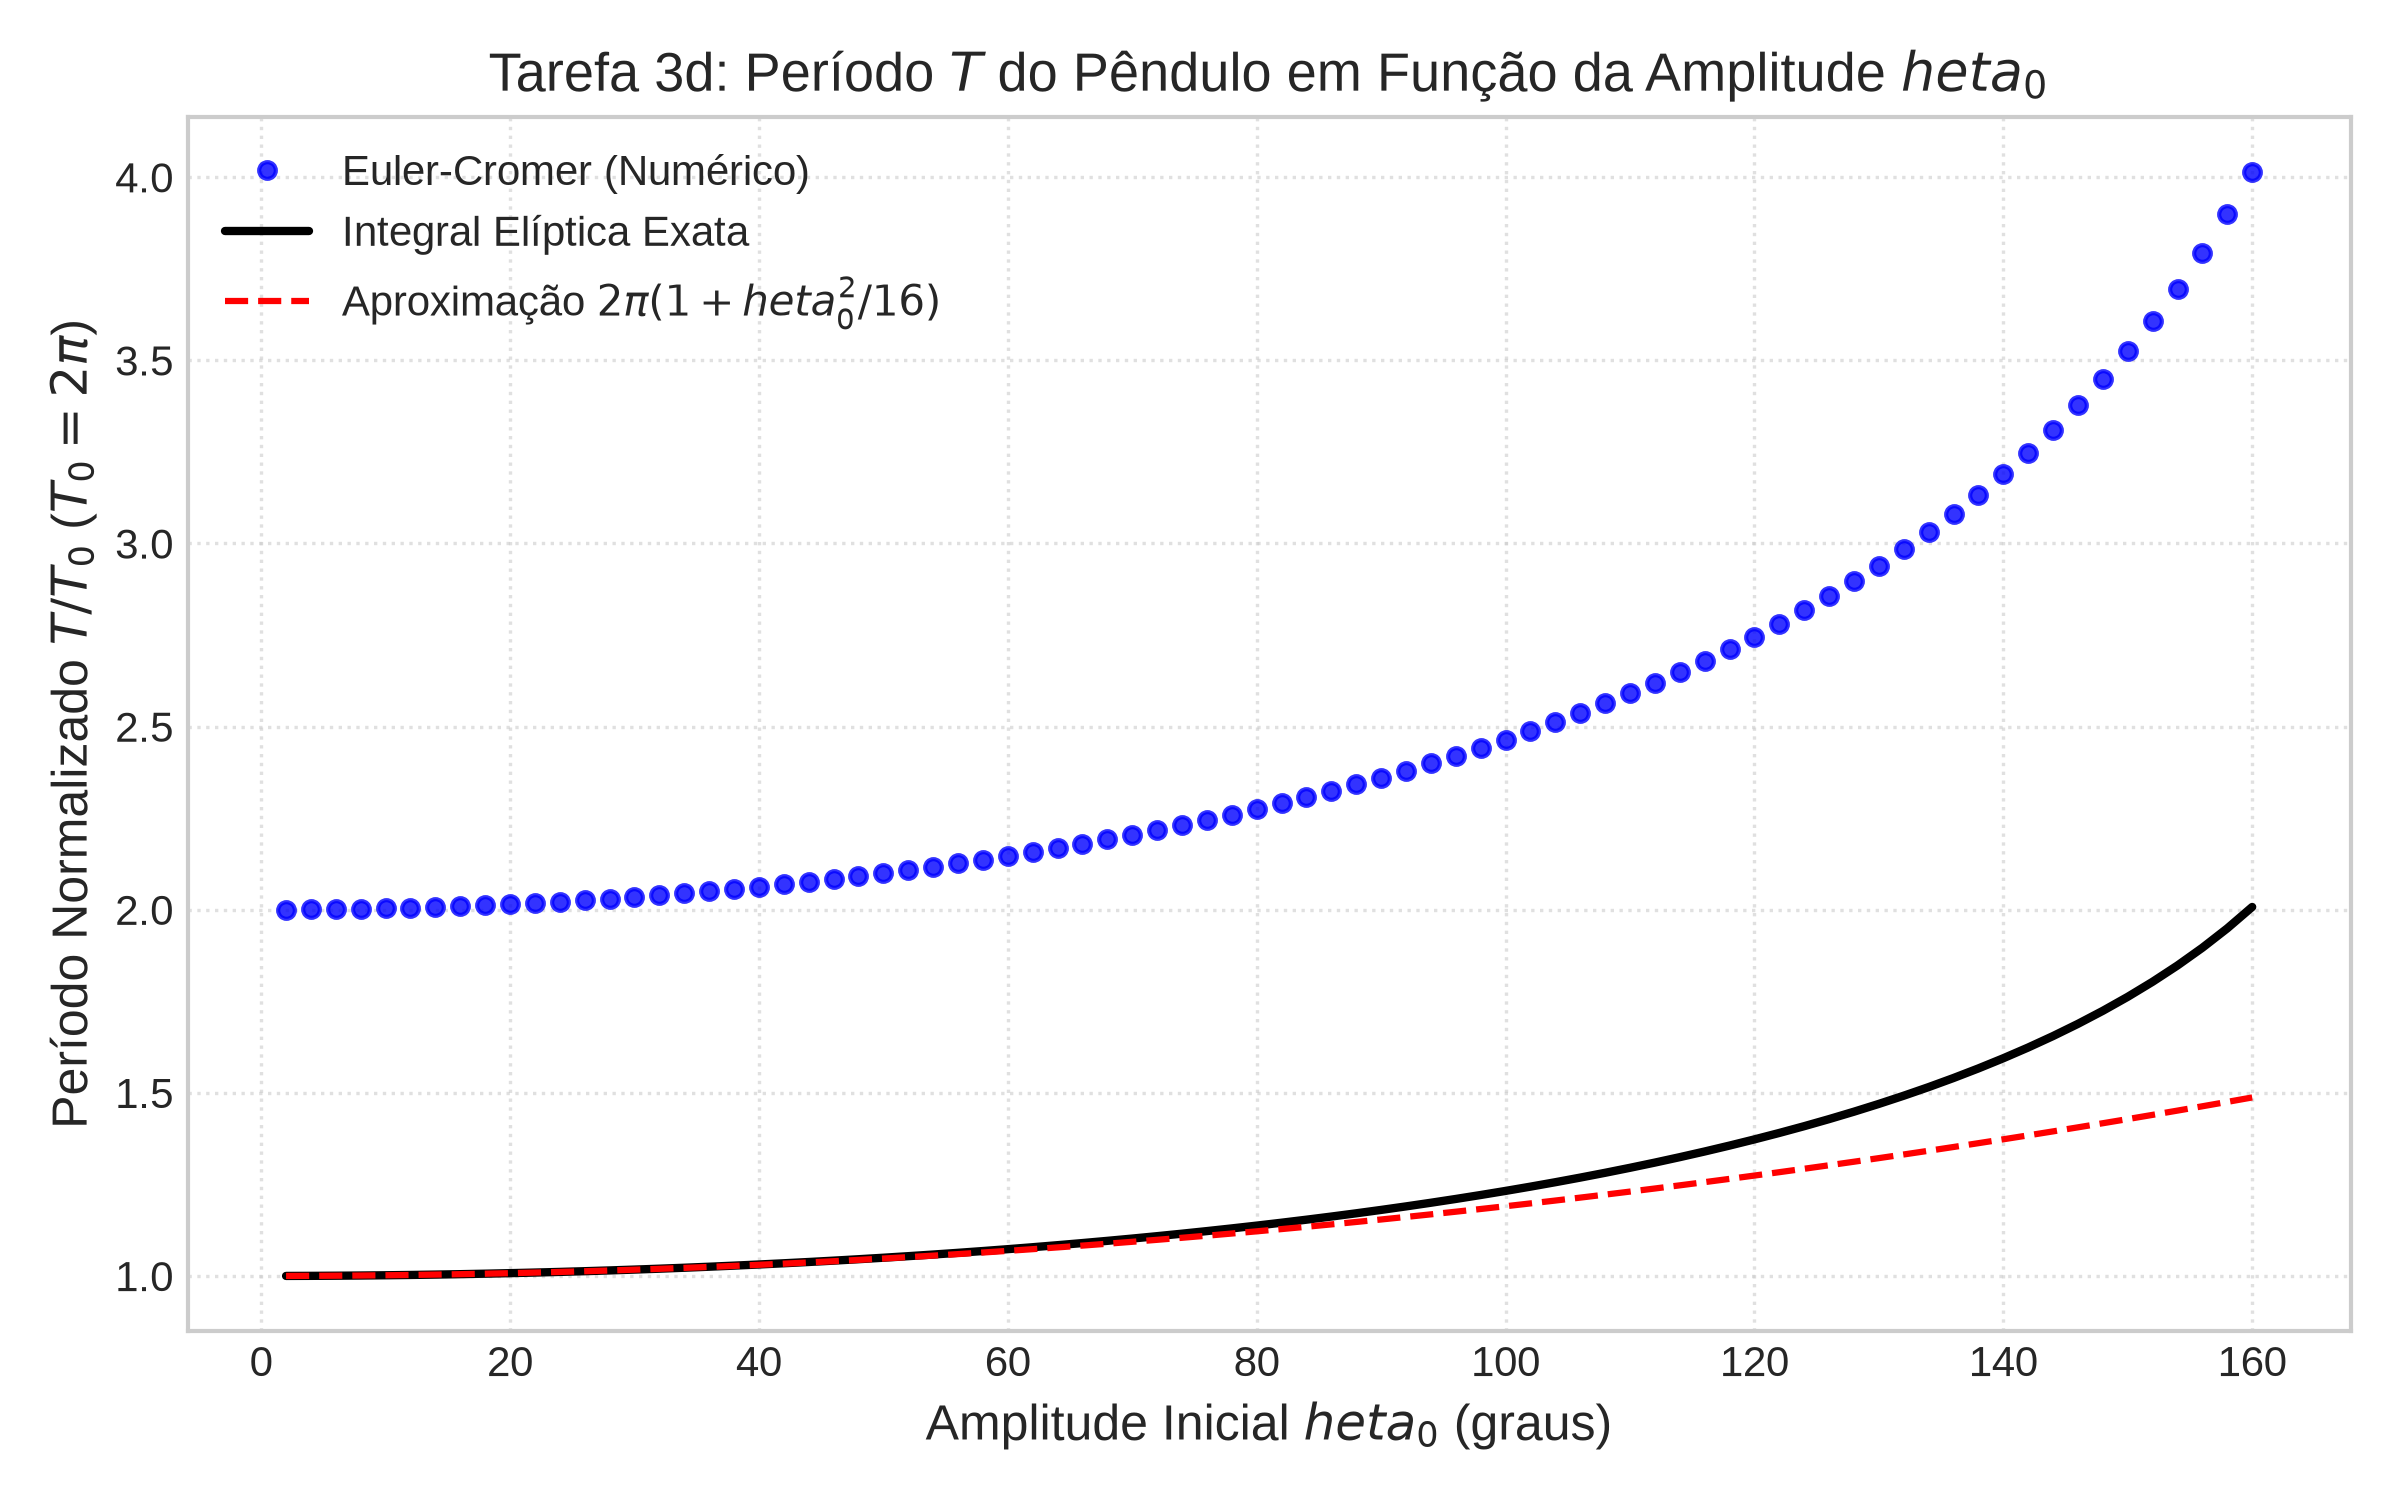 Tarefa 3d: Período T do Pêndulo em Função da Amplitude heta₀
Euler-Cromer (Numérico)
Integral Elíptica Exata
Aproximação 2π(1 + heta₀²/16)
Período Normalizado T/T₀ (T₀ = 2π)
4.0
3.5
3.0
2.5
2.0
1.5
1.0
0 20 40 60 80 100 120 140 160
Amplitude Inicial heta₀ (graus)